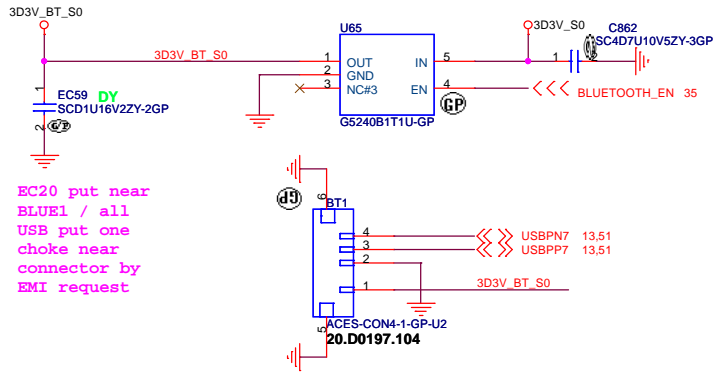 3D3V_BT_S0
3D3V_BT_S0
U65
1 OUT IN 5
2 GND
3 NC#3 EN 4
G5240B1T1U-GP
GP
3D3V_S0
C862
SC4D7U10V5ZY-3GP
1 2
BLUETOOTH_EN 35
1
EC59 DY
SCD1U16V2ZY-2GP
2
G/P
EC20 put near
BLUE1 / all
USB put one
choke near
connector by
EMI request
GP
6
BT1
4 USBPN7 13,51
3 USBPP7 13,51
2
1 3D3V_BT_S0
5
ACES-CON4-1-GP-U2
20.D0197.104